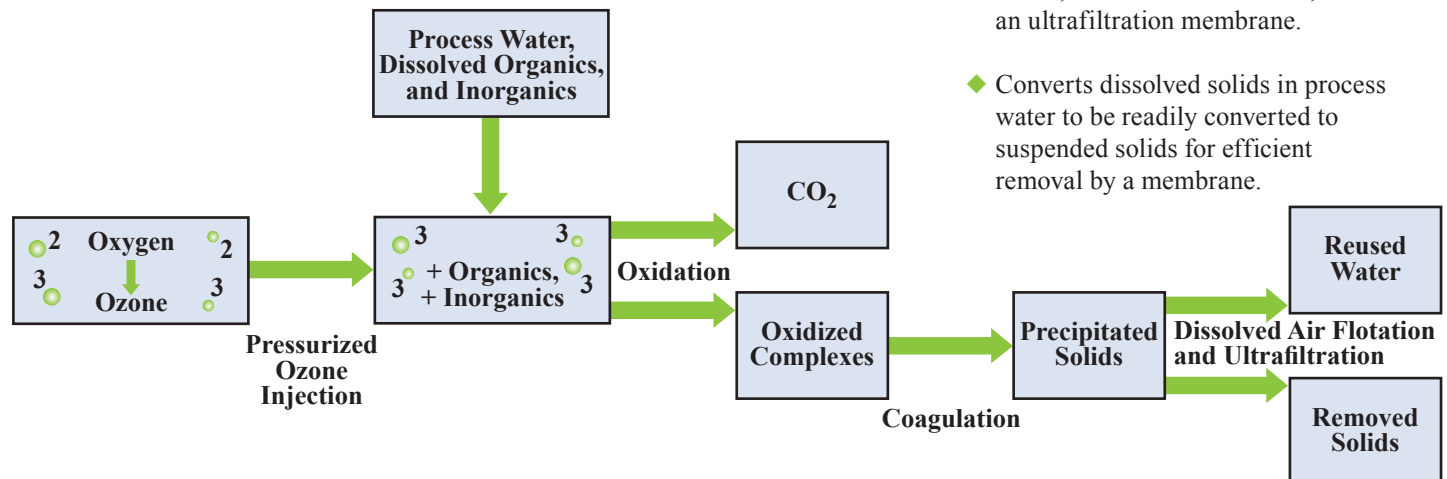 an ultrafiltration membrane.
Converts dissolved solids in process
water to be readily converted to
suspended solids for efficient
removal by a membrane.
Process Water,
Dissolved Organics,
and Inorganics
2 Oxygen 2
3 Ozone 3
Pressurized
Ozone
Injection
3 3
3 + Organics, 3
+ Inorganics
Oxidation
CO2
Oxidized
Complexes
Coagulation
Precipitated
Solids
Dissolved Air Flotation
and Ultrafiltration
Reused
Water
Removed
Solids